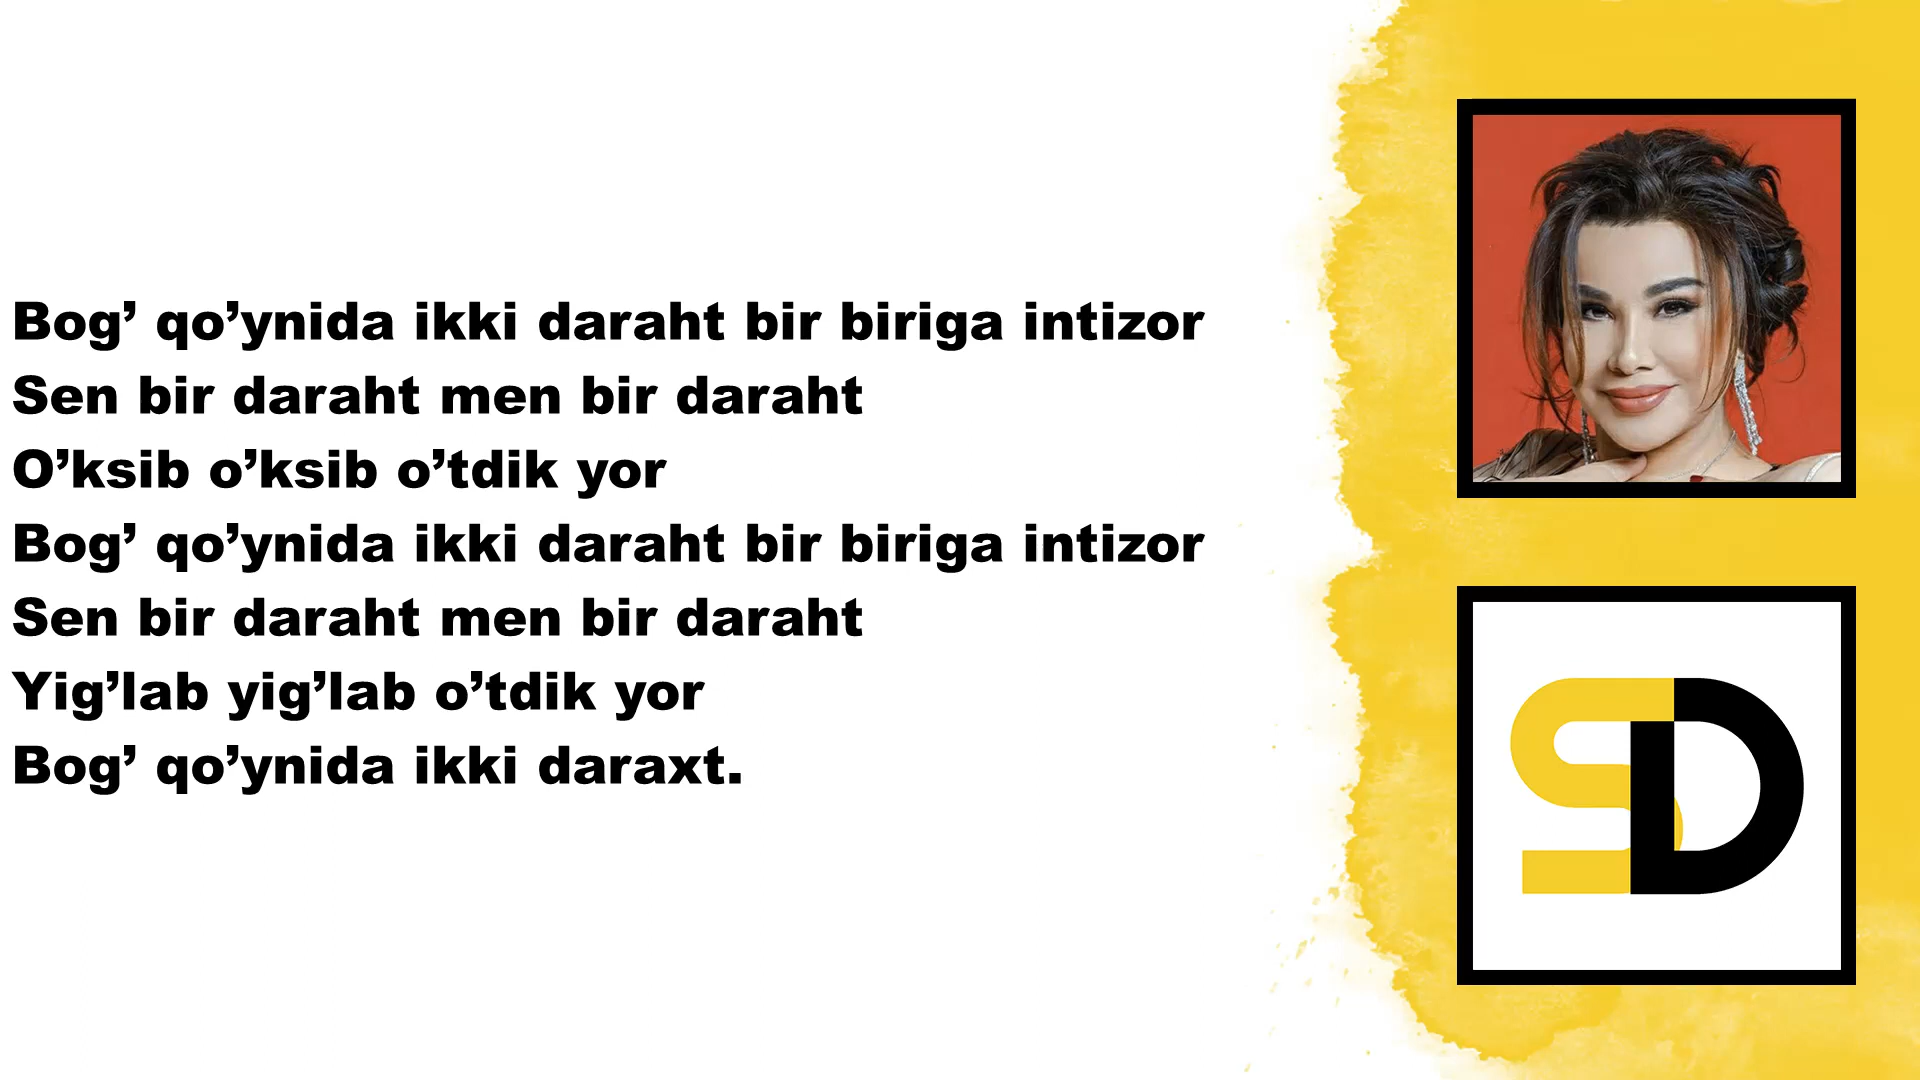 Bog’ qo’ynida ikki daraht bir biriga intizor
Sen bir daraht men bir daraht
O’ksib o’ksib o’tdik yor
Bog’ qo’ynida ikki daraht bir biriga intizor
Sen bir daraht men bir daraht
Yig’lab yig’lab o’tdik yor
Bog’ qo’ynida ikki daraxt.
SD